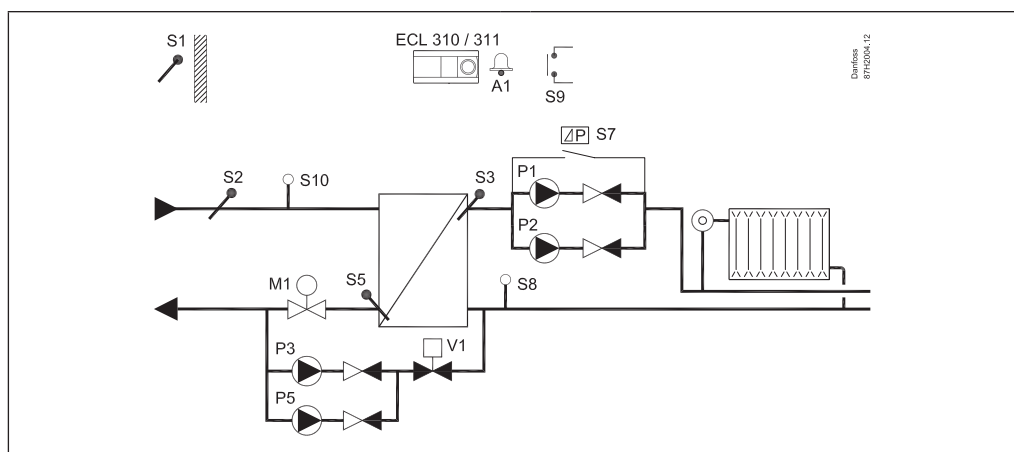 S1
ECL 310 / 311
A1
S9
Danfoss
87H2004.12
⊿P S7
S2
S10
S3
P1
P2
M1
S5
S8
P3
V1
P5